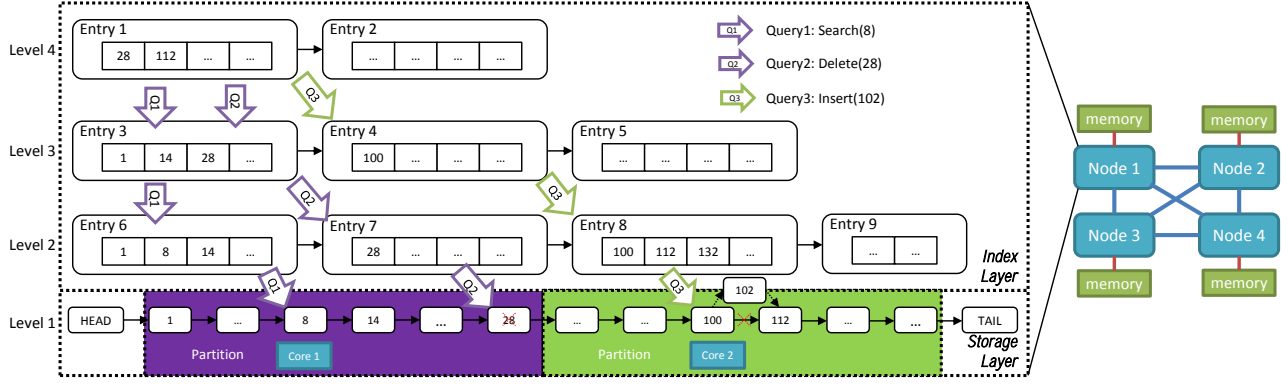 Entry 1
Entry 2
Level 4
28 112 ... ...
... ... ... ...
Q1 Query1: Search(8)
Q2 Query2: Delete(28)
Q3 Query3: Insert(102)
Q1
Q2
Q3
Entry 3
Entry 4
Entry 5
Level 3
1 14 28 ...
100 ... ... ...
... ... ... ...
Q1
Q2
Q3
Entry 6
Entry 7
Entry 8
Entry 9
Level 2
1 8 14 ...
28 ... ... ...
100 112 132 ...
... ...
Index
Layer
Q1
Q2
Q3
102
Level 1
HEAD 1 ... 8 14 ... 28 ... ... 100 112 ... ... TAIL
Storage
Layer
Partition Core 1
Partition Core 2
memory memory
Node 1 Node 2
Node 3 Node 4
memory memory